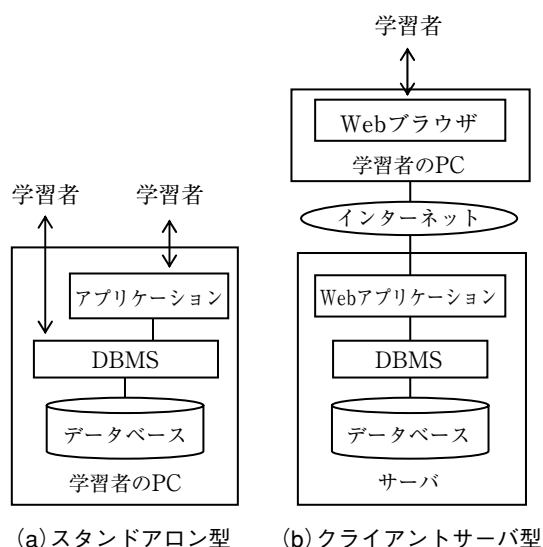 学習者
学習者
アプリケーション
DBMS
データベース
学習者のPC
(a)スタンドアロン型
学習者
Webブラウザ
学習者のPC
インターネット
Webアプリケーション
DBMS
データベース
サーバ
(b)クライアントサーバ型